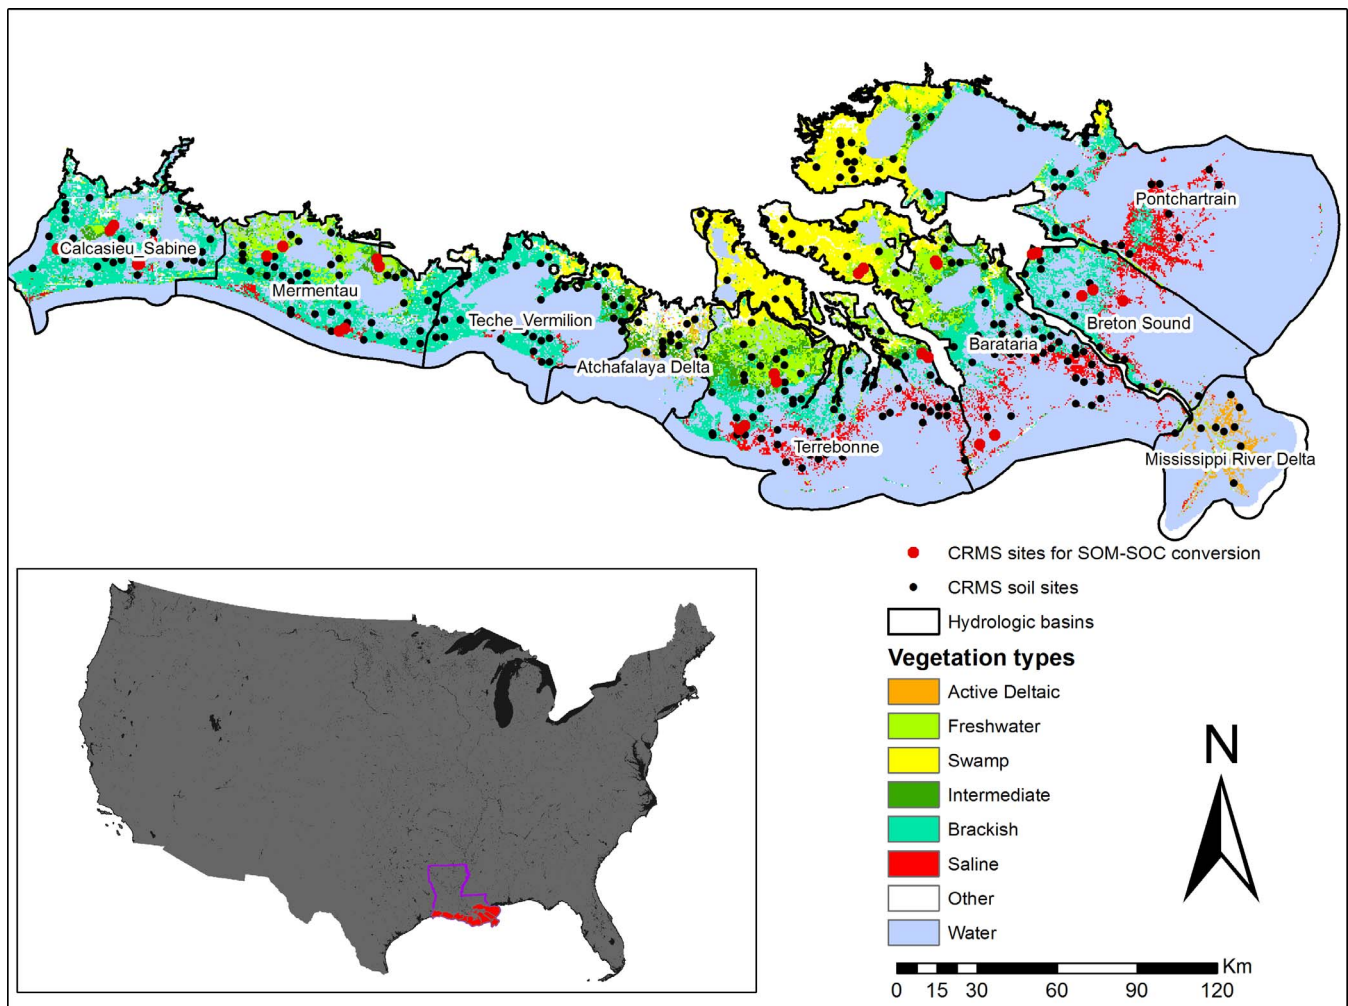 Pontchartrain
Calcasieu_Sabine
Mermentau
Teche_Vermilion
Breton Sound
Barataria
Atchafalaya Delta
Terrebonne
Mississippi River Delta
CRMS sites for SOM-SOC conversion
CRMS soil sites
Hydrologic basins
Vegetation types
Active Deltaic
Freshwater
Swamp
Intermediate
Brackish
Saline
Other
Water
N
Km
0 15 30 60 90 120